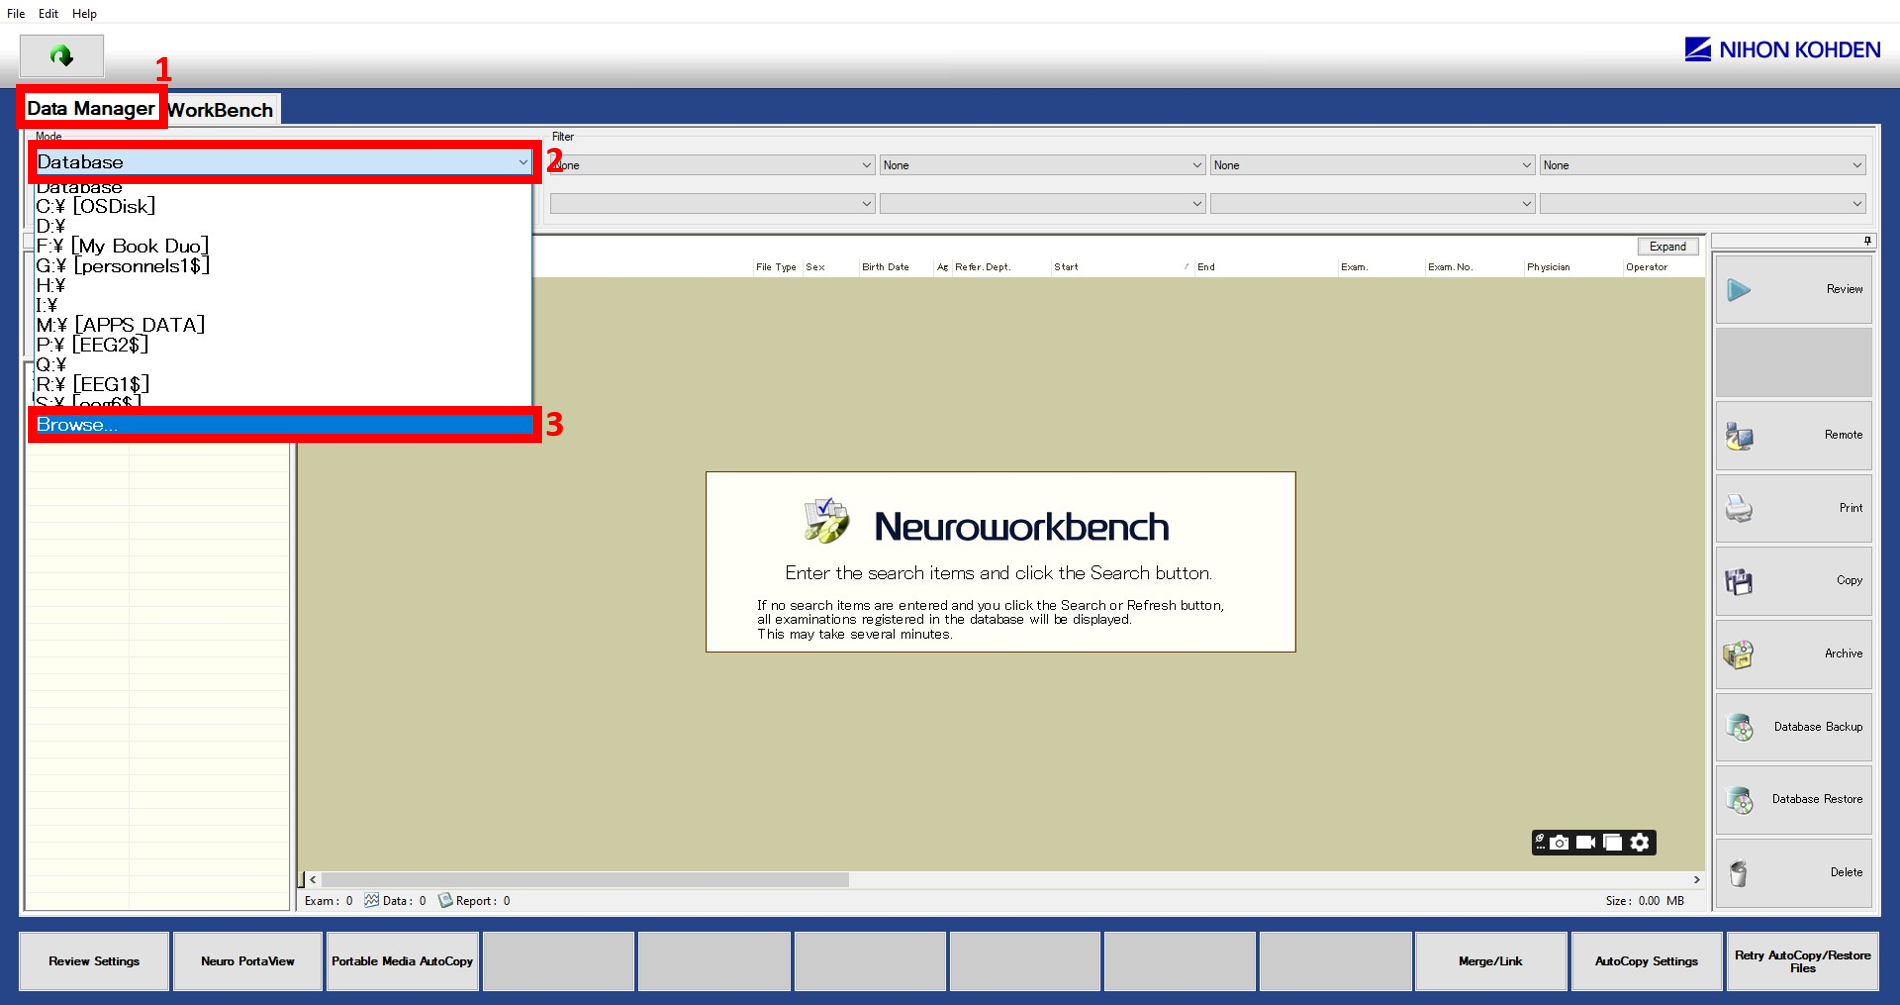 File Edit Help
NIHON KOHDEN
1
Data Manager WorkBench
Mode
Filter
Database
2
None None None None
Database
C:¥ [OSDisk]
D:¥
F:¥ [My Book Duo]
G:¥ [personnels1$]
H:¥
I:¥
M:¥ [APPS_DATA]
P:¥ [EEG2$]
Q:¥
R:¥ [EEG1$]
S:¥ [eeg6$]
Browse...
3
Expand
File Type Sex Birth Date Ag Refer. Dept. Start / End Exam. Exam. No. Physician Operator
Neuroworkbench
Enter the search items and click the Search button.
If no search items are entered and you click the Search or Refresh button,
all examinations registered in the database will be displayed.
This may take several minutes.
Review
Remote
Print
Copy
Archive
Database Backup
Database Restore
Delete
Exam : 0 Data : 0 Report : 0
Size : 0.00 MB
Review Settings
Neuro PortaView
Portable Media AutoCopy
Merge/Link
AutoCopy Settings
Retry AutoCopy/Restore
Files